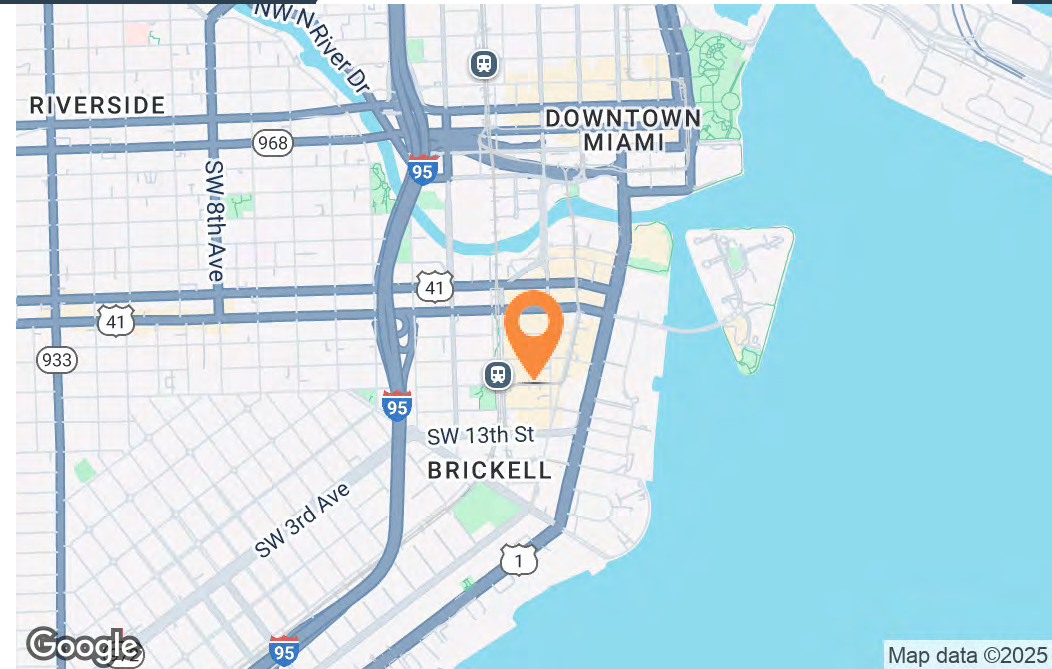 NW N River Dr
RIVERSIDE
DOWNTOWN
MIAMI
968
95
SW 8th Ave
41
41
933
95
SW 13th St
BRICKELL
SW 3rd Ave
1
95
Google
Map data ©2025